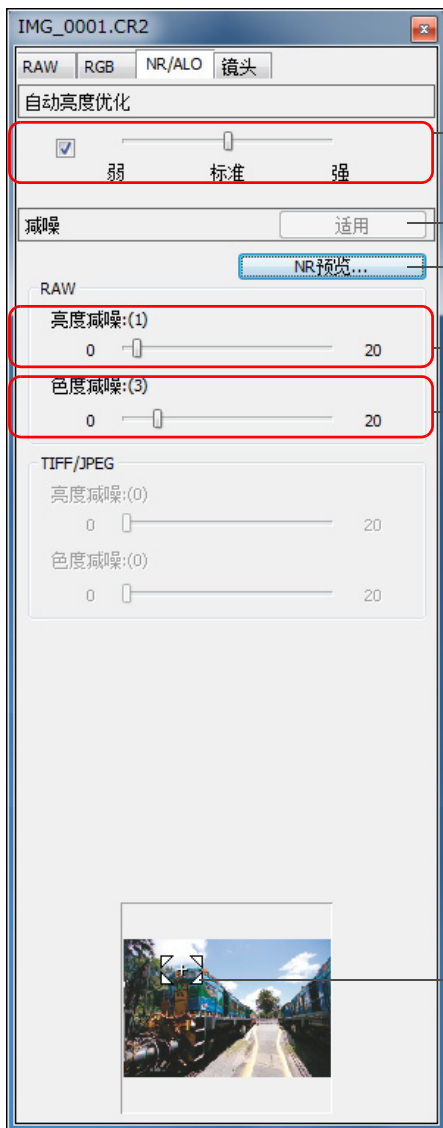 IMG_0001.CR2
RAW RGB NR/ALO 镜头
自动亮度优化
弱 标准 强
减噪 适用
NR预览...
RAW
亮度减噪:(1)
0 20
色度减噪:(3)
0 20
TIFF/JPEG
亮度减噪:(0)
0 20
色度减噪:(0)
0 20